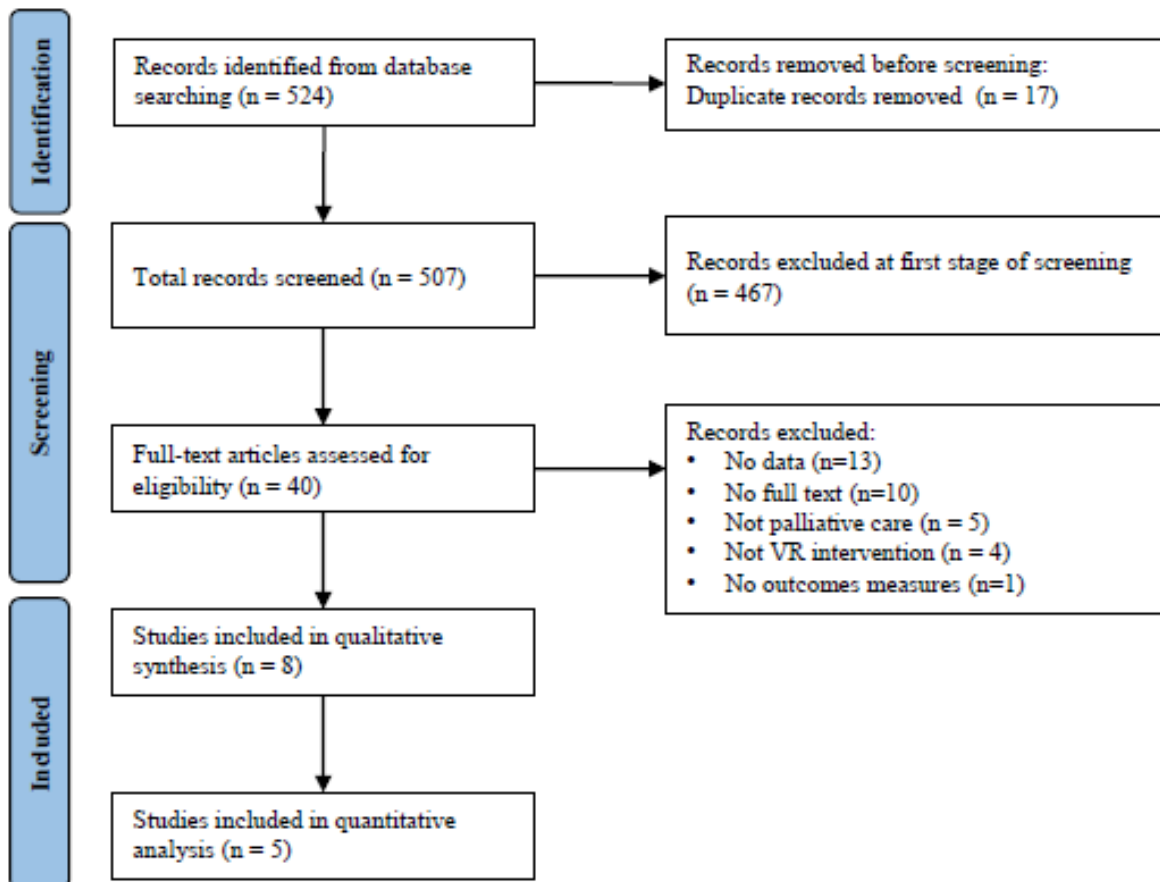 Identification
Records identified from database
searching (n = 524)
Records removed before screening:
Duplicate records removed (n = 17)
Screening
Total records screened (n = 507)
Records excluded at first stage of screening
(n = 467)
Full-text articles assessed for
eligibility (n = 40)
Records excluded:
• No data (n=13)
• No full text (n=10)
• Not palliative care (n = 5)
• Not VR intervention (n = 4)
• No outcomes measures (n=1)
Included
Studies included in qualitative
synthesis (n = 8)
Studies included in quantitative
analysis (n = 5)